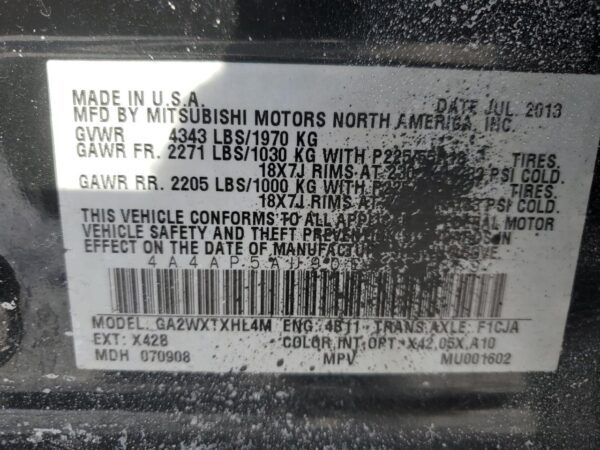 MADE IN U.S.A. DATE JUL. 2013
MFD BY MITSUBISHI MOTORS NORTH AMERICA, INC.
GVWR 4343 LBS/1970 KG
GAWR FR. 2271 LBS/1030 KG WITH TIRES,
18X7J RIMS AT PSI COLD.
GAWR RR. 2205 LBS/1000 KG WITH TIRES,
18X7J RIMS AT PSI COLD.
THIS VEHICLE CONFORMS TO ALL MOTOR
VEHICLE SAFETY AND THEFT
EFFECT ON THE DATE OF
MODEL: GA2WXTXHL4M ENG: 4B11 TRANS.AXLE: F1CJA
EXT: X42B COLOR,INT,OPT: X42,05X,A10
MDH 070908 MPV MU001602